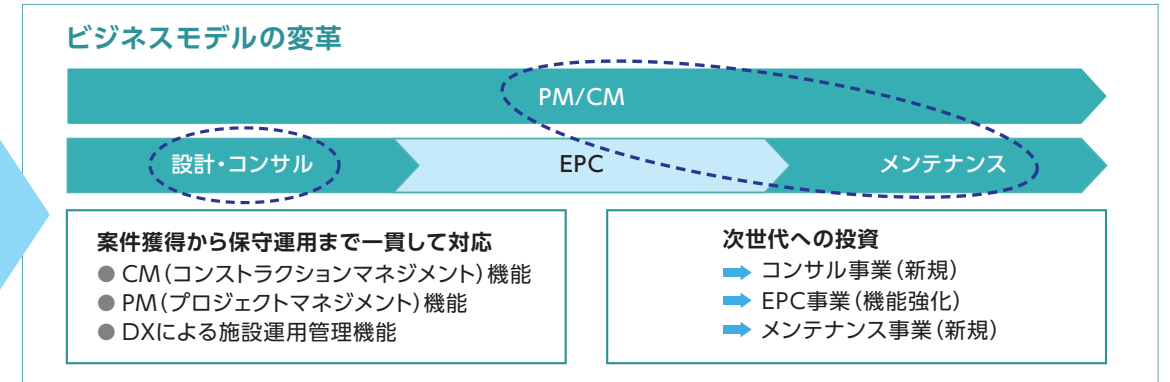 ビジネスモデルの変革
PM/CM
設計・コンサル
EPC
メンテナンス
案件獲得から保守運用まで一貫して対応
● CM(コンストラクションマネジメント)機能
● PM(プロジェクトマネジメント)機能
● DXによる施設運用管理機能
次世代への投資
➡ コンサル事業(新規)
➡ EPC事業(機能強化)
➡ メンテナンス事業(新規)